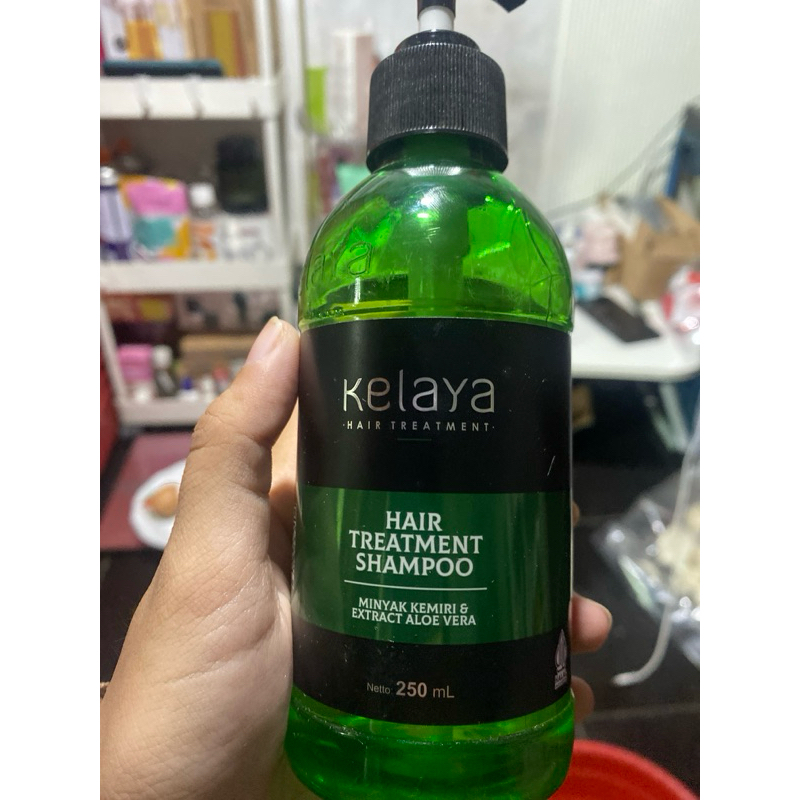 Kelaya
·HAIR TREATMENT·
HAIR
TREATMENT
SHAMPOO
MINYAK KEMIRI &
EXTRACT ALOE VERA
Netto: 250 mL